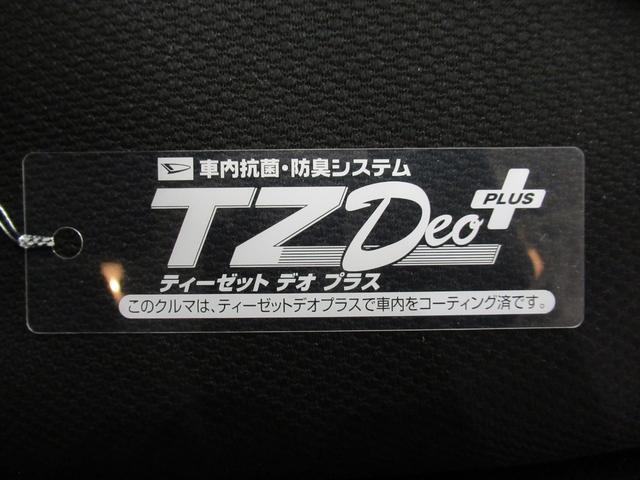 車内抗菌・防臭システム
TZ Deo PLUS
ティーゼット デオ プラス
このクルマは、ティーゼットデオプラスで車内をコーティング済です。